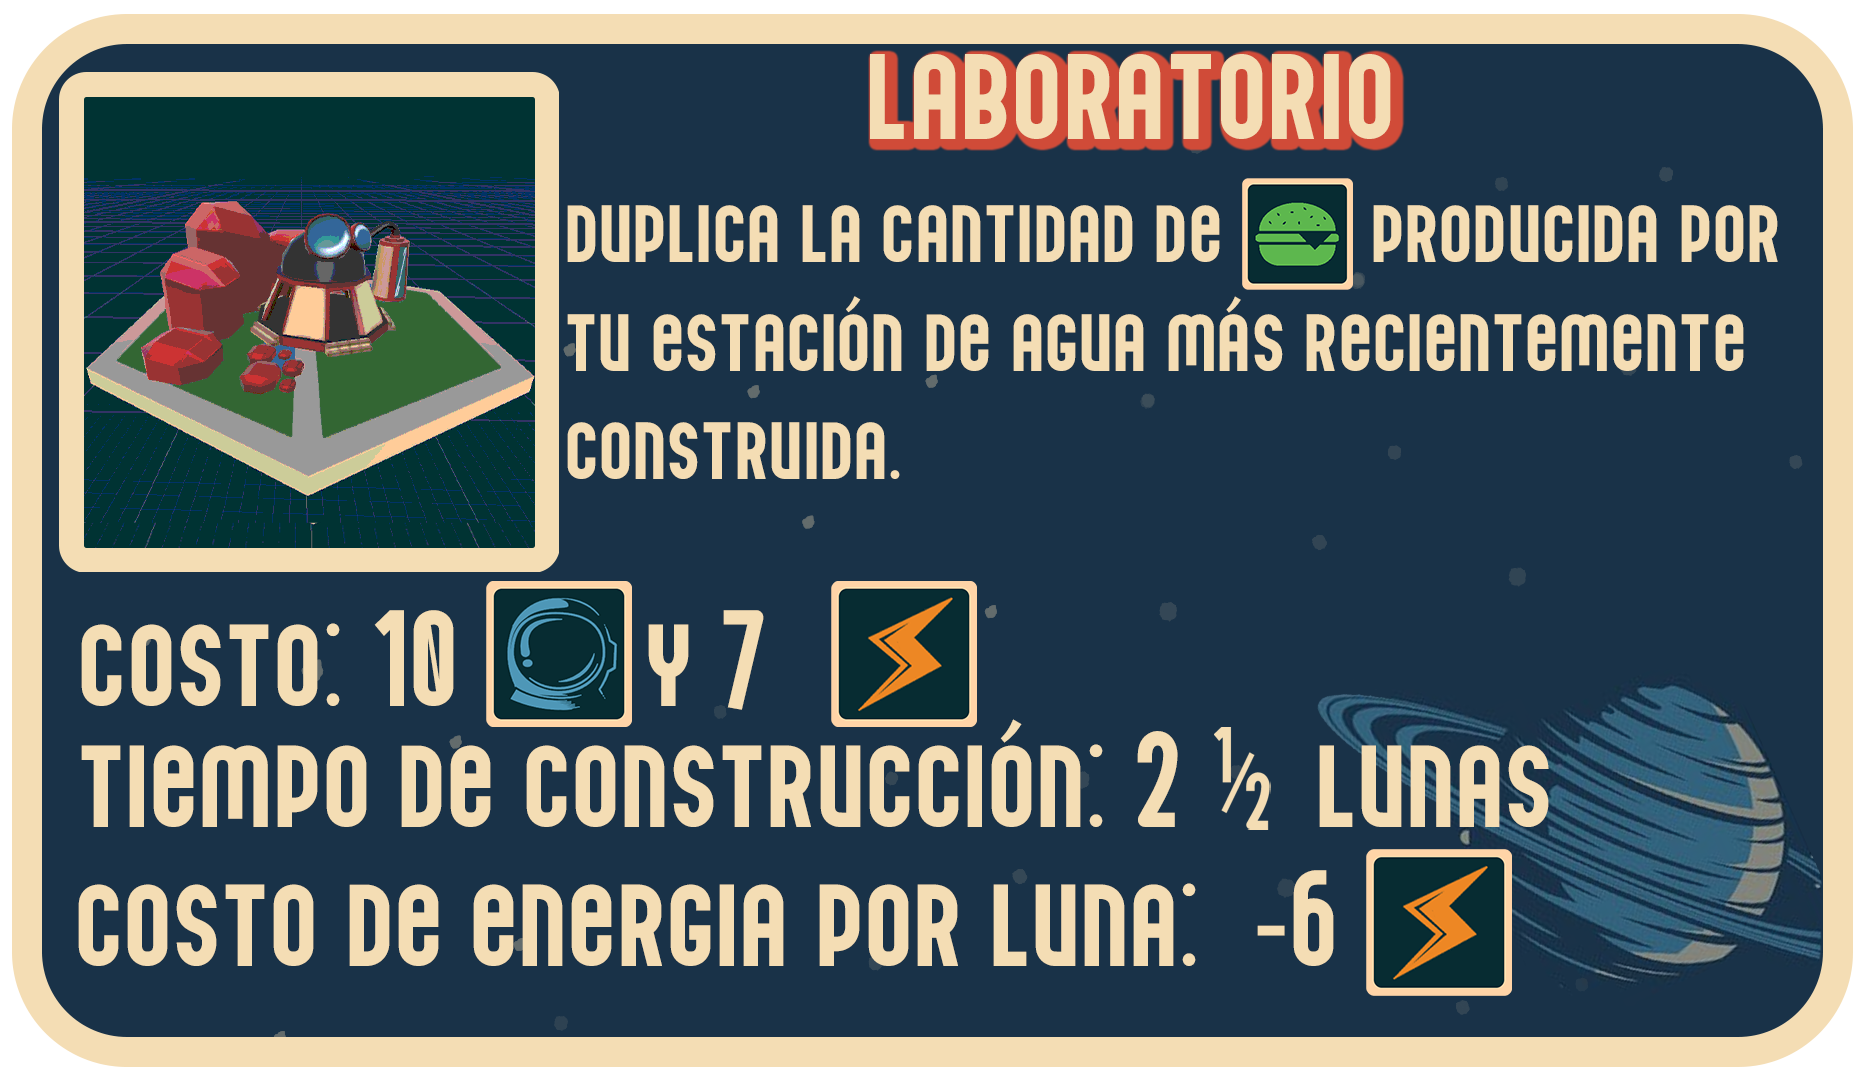 LABORATORIO
DUPLICA LA CANTIDAD DE PRODUCIDA POR
TU ESTACIÓN DE AGUA MÁS RECIENTEMENTE
CONSTRUIDA.
COSTO: 10 Y 7
TIEMPO DE CONSTRUCCIÓN: 2 ½ LUNAS
COSTO DE ENERGIA POR LUNA: -6